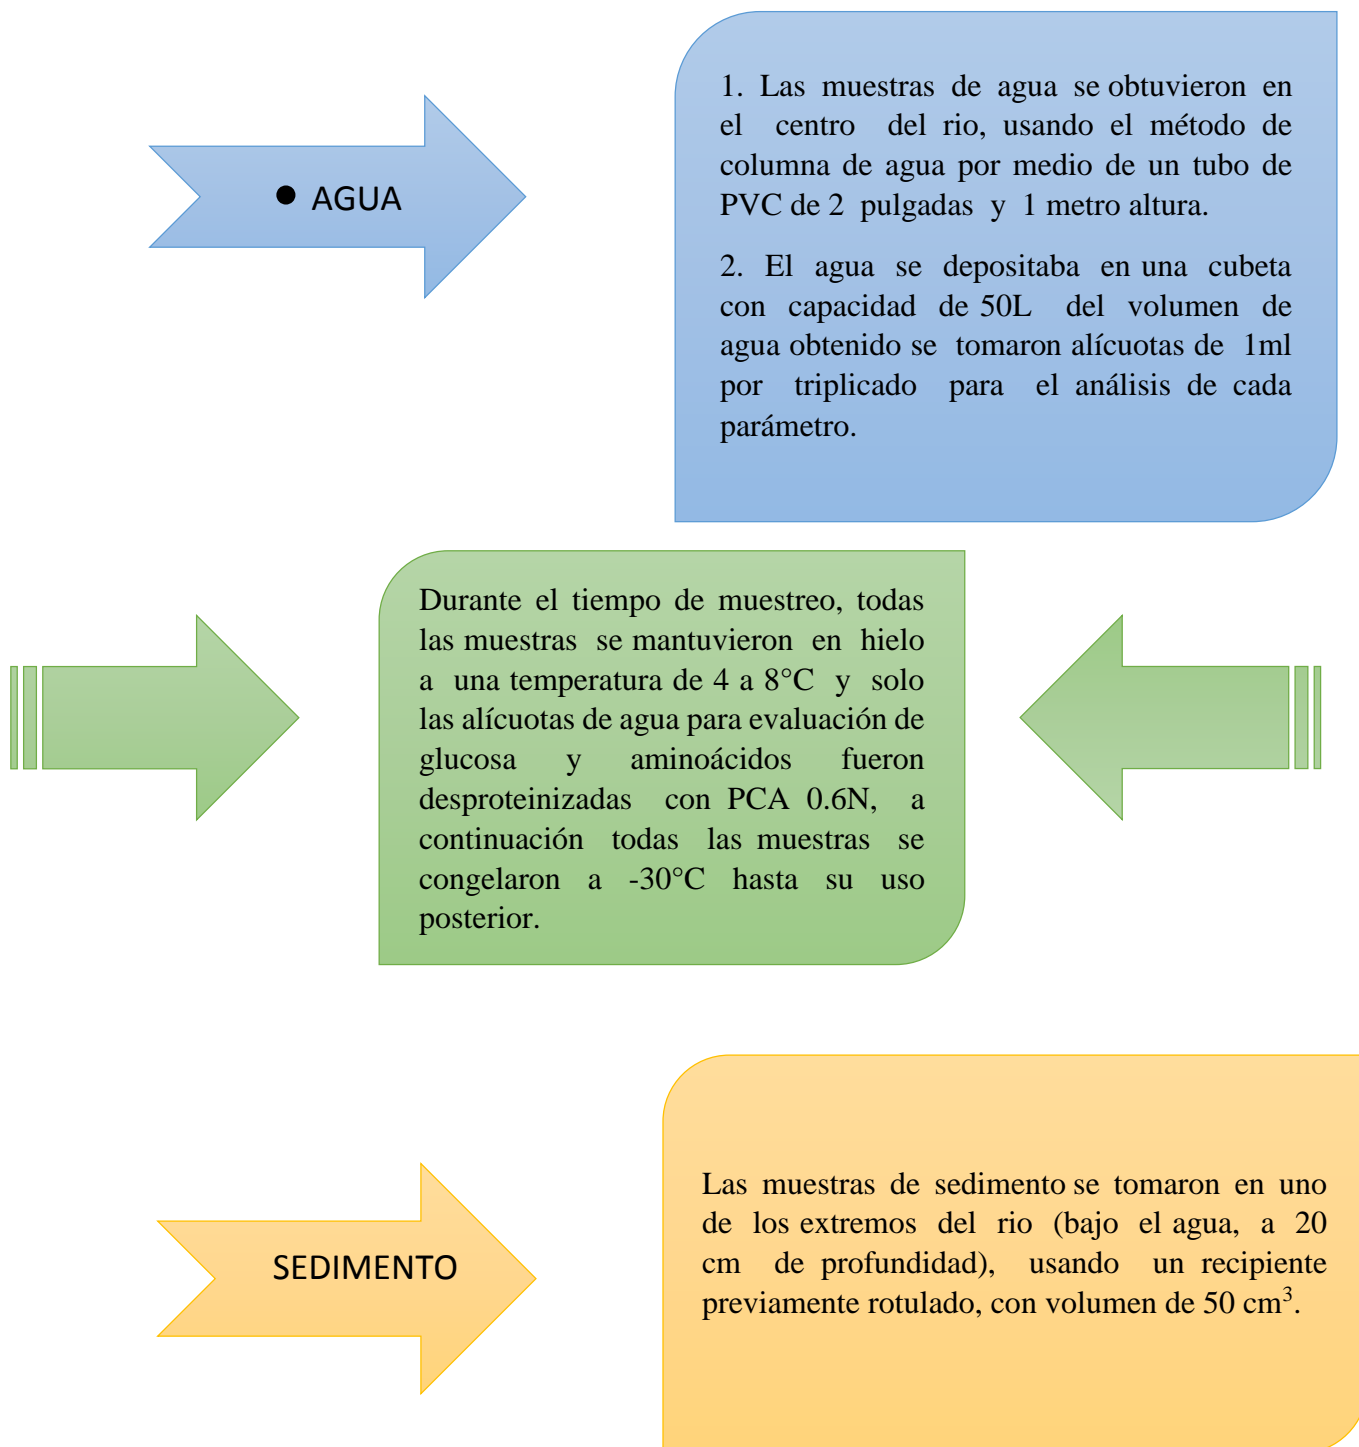 ● AGUA
1. Las muestras de agua se obtuvieron en
el centro del rio, usando el método de
columna de agua por medio de un tubo de
PVC de 2 pulgadas y 1 metro altura.
2. El agua se depositaba en una cubeta
con capacidad de 50L del volumen de
agua obtenido se tomaron alícuotas de 1ml
por triplicado para el análisis de cada
parámetro.
Durante el tiempo de muestreo, todas
las muestras se mantuvieron en hielo
a una temperatura de 4 a 8°C y solo
las alícuotas de agua para evaluación de
glucosa y aminoácidos fueron
desproteinizadas con PCA 0.6N, a
continuación todas las muestras se
congelaron a -30°C hasta su uso
posterior.
SEDIMENTO
Las muestras de sedimento se tomaron en uno
de los extremos del rio (bajo el agua, a 20
cm de profundidad), usando un recipiente
previamente rotulado, con volumen de 50 cm³.